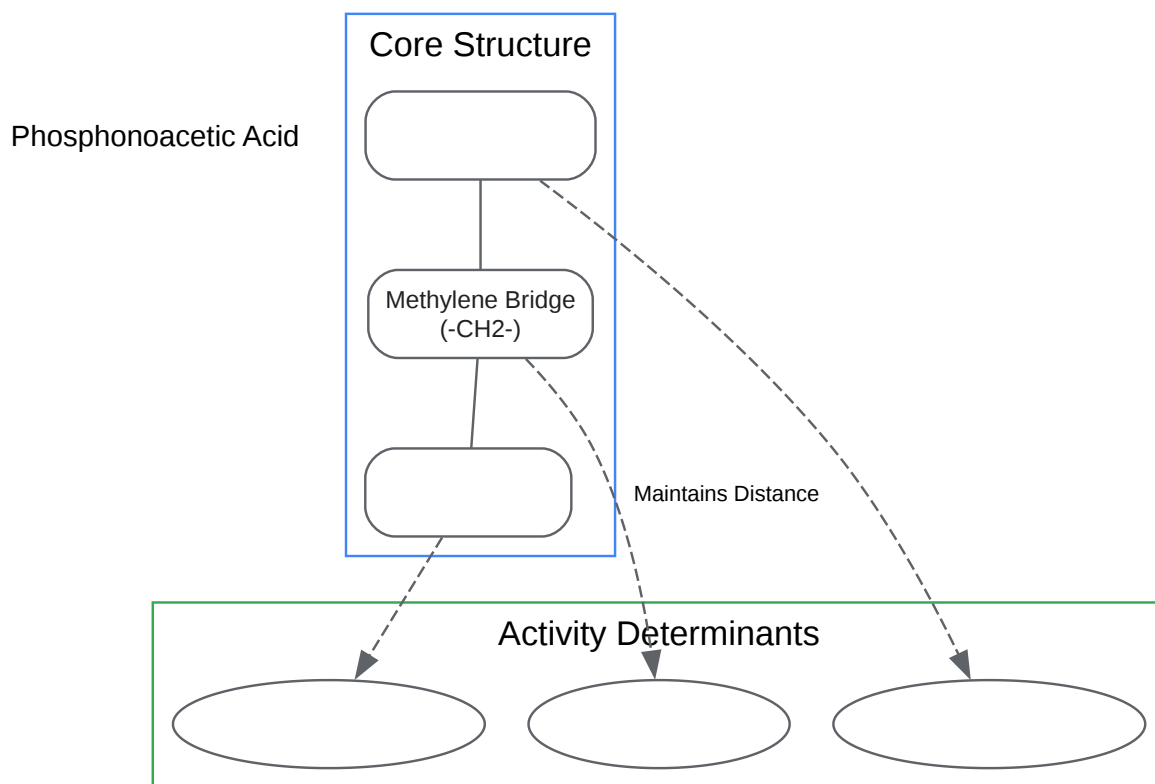 Core Structure
Phosphonoacetic Acid
Methylene Bridge
(-CH2-)
Maintains Distance
Activity Determinants